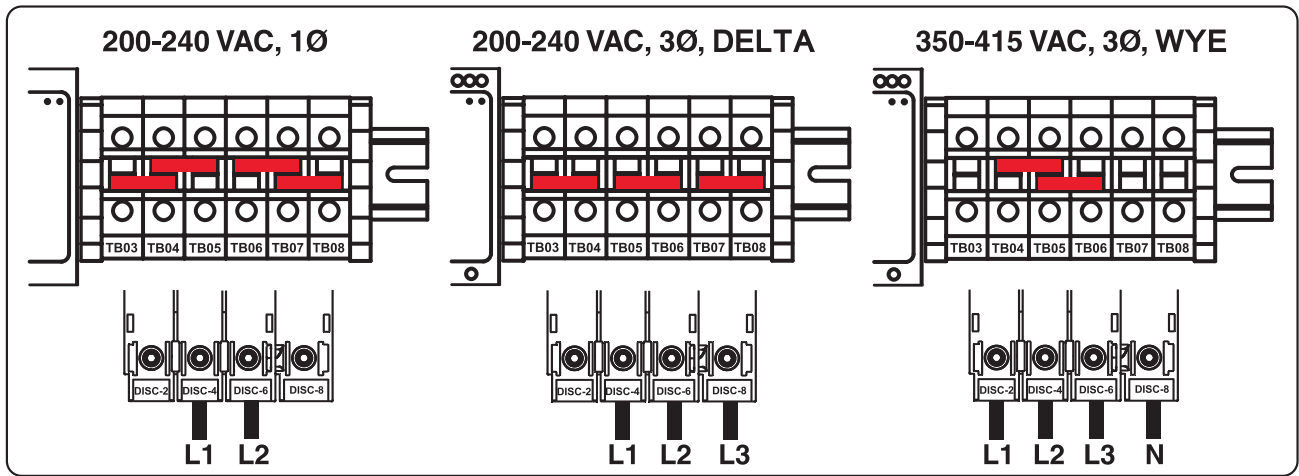 200-240 VAC, 1Ø
TB03 TB04 TB05 TB06 TB07 TB08
DISC-2 DISC-4 DISC-6 DISC-8
L1 L2
200-240 VAC, 3Ø, DELTA
TB03 TB04 TB05 TB06 TB07 TB08
DISC-2 DISC-4 DISC-6 DISC-8
L1 L2 L3
350-415 VAC, 3Ø, WYE
TB03 TB04 TB05 TB06 TB07 TB08
DISC-2 DISC-4 DISC-6 DISC-8
L1 L2 L3 N